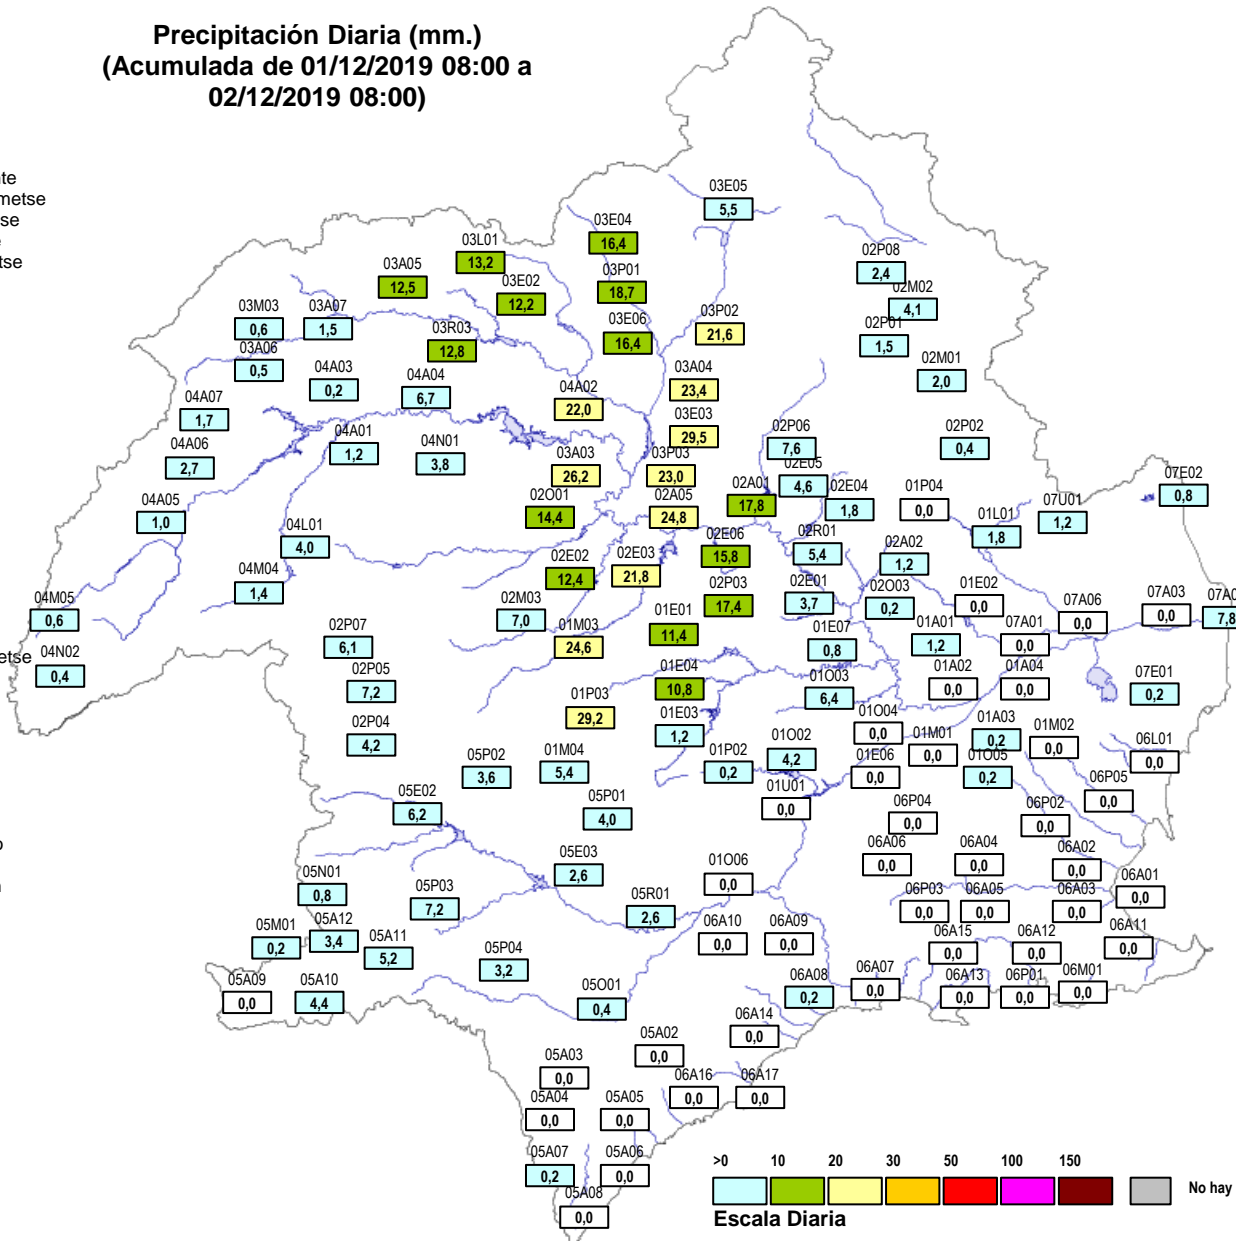 Precipitación Diaria (mm.)
(Acumulada de 01/12/2019 08:00 a
02/12/2019 08:00)
metse
se
tse
etse
03E05
5,5
03E04
16,4
03L01
13,2
03A05
12,5
03E02
12,2
03P01
18,7
02P08
2,4
02M02
4,1
03M03
0,6
03A07
1,5
03R03
12,8
03E06
16,4
03P02
21,6
02P01
1,5
03A06
0,5
04A03
0,2
04A04
6,7
04A02
22,0
03A04
23,4
02M01
2,0
04A07
1,7
03E03
29,5
04A01
1,2
04N01
3,8
02P06
7,6
02P02
0,4
04A06
2,7
03A03
26,2
03P03
23,0
02E05
4,6
07E02
0,8
04A05
1,0
02O01
14,4
02A05
24,8
02A01
17,8
02E04
1,8
01P04
0,0
07U01
1,2
01L01
1,8
04L01
4,0
02E06
15,8
02R01
5,4
02A02
1,2
04M04
1,4
02E02
12,4
02E03
21,8
02P03
17,4
02E01
3,7
02O03
0,2
01E02
0,0
04M05
0,6
02M03
7,0
07A06
0,0
07A03
0,0
07A0
7,8
02P07
6,1
01M03
24,6
01E01
11,4
01E07
0,8
01A01
1,2
07A01
0,0
04N02
0,4
02P05
7,2
01E04
10,8
01O03
6,4
01A02
0,0
01A04
0,0
07E01
0,2
01P03
29,2
01E03
1,2
02P04
4,2
01O04
0,0
01M01
0,0
01A03
0,2
01M02
0,0
06L01
0,0
05P02
3,6
01M04
5,4
01P02
0,2
01O02
4,2
01E06
0,0
01O05
0,2
05E02
6,2
05P01
4,0
01U01
0,0
06P04
0,0
06P02
0,0
06P05
0,0
05E03
2,6
01O06
0,0
06A06
0,0
06A04
0,0
06A02
0,0
05N01
0,8
05P03
7,2
05R01
2,6
06P03
0,0
06A05
0,0
06A03
0,0
06A01
0,0
05M01
0,2
05A12
3,4
05A11
5,2
06A10
0,0
06A09
0,0
06A15
0,0
06A12
0,0
06A11
0,0
05P04
3,2
05A09
0,0
05A10
4,4
05O01
0,4
06A08
0,2
06A07
0,0
06A13
0,0
06P01
0,0
06M01
0,0
05A02
0,0
06A14
0,0
05A03
0,0
06A16
0,0
06A17
0,0
05A04
0,0
05A05
0,0
05A07
0,2
05A06
0,0
05A08
0,0
>0 10 20 30 50 100 150
No hay
Escala Diaria